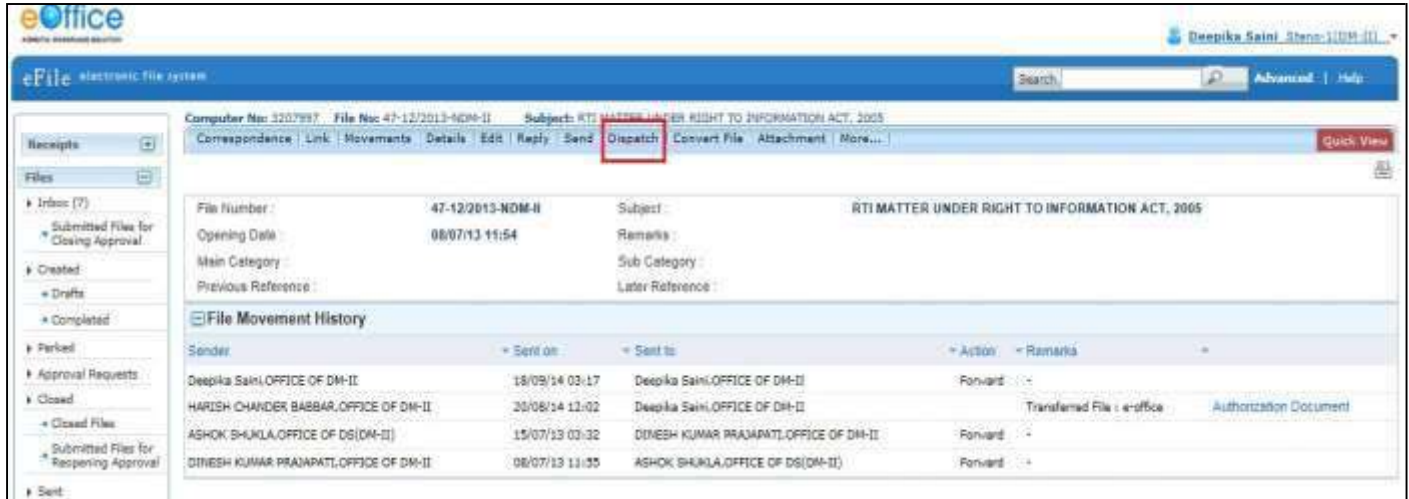 eOffice
Deepika Saini
eFile electronic file system
Search
Advanced | Help
Computer No: 3207997 File No: 47-12/2013-NDM-II Subject: RTI MATTER UNDER RIGHT TO INFORMATION ACT, 2005
Correspondence | Link | Movements Details | Edit | Reply Send Dispatch Convert File | Attachment | More...
Quick View
Receipts
Files
Inbox (7)
Submitted Files for
Closing Approval
Created
Drafts
Completed
Parked
Approval Requests
Closed
Closed Files
Submitted Files for
Reopening Approval
Sent
File Number : 47-12/2013-NDM-II Subject : RTI MATTER UNDER RIGHT TO INFORMATION ACT, 2005
Opening Date : 08/07/13 11:54 Remarks :
Main Category : Sub Category :
Previous Reference : Later Reference :
File Movement History
Sender Sent on Sent to Action Remarks
Deepika Saini,OFFICE OF DM-II 18/09/14 03:17 Deepika Saini,OFFICE OF DM-II Forward -
HARISH CHANDER BABBAR,OFFICE OF DM-II 20/08/14 12:02 Deepika Saini,OFFICE OF DM-II Transferred File : e-office Authorization Document
ASHOK SHUKLA,OFFICE OF DS(DM-II) 15/07/13 03:32 DINESH KUMAR PRAJAPATI,OFFICE OF DM-II Forward -
DINESH KUMAR PRAJAPATI,OFFICE OF DM-II 08/07/13 11:55 ASHOK SHUKLA,OFFICE OF DS(DM-II) Forward -